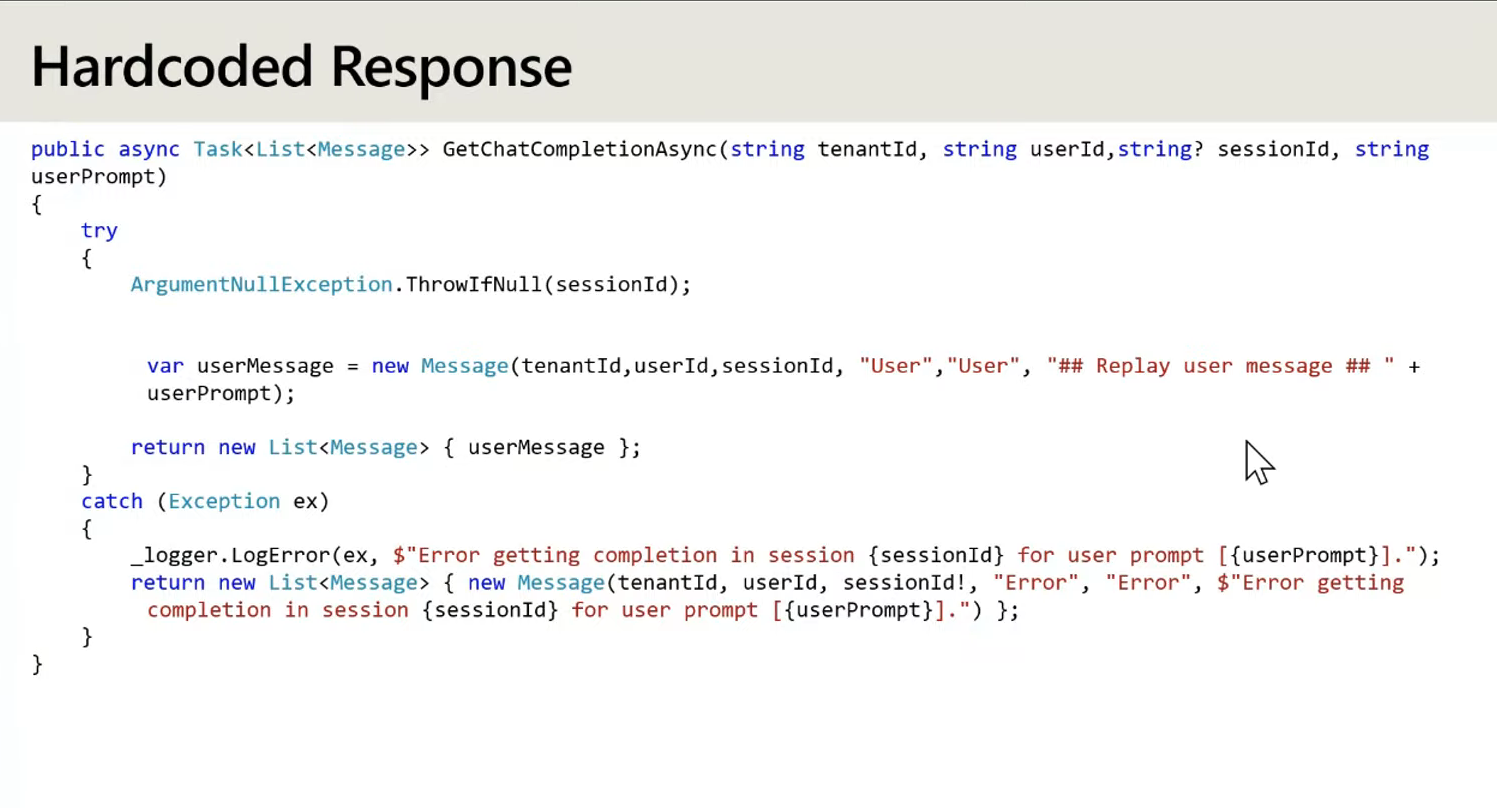 Hardcoded Response
public async Task<List<Message>> GetChatCompletionAsync(string tenantId, string userId,string? sessionId, string
userPrompt)
{
    try
    {
        ArgumentNullException.ThrowIfNull(sessionId);
        var userMessage = new Message(tenantId,userId,sessionId, "User","User", "## Replay user message ## " +
        userPrompt);
        return new List<Message> { userMessage };
    }
    catch (Exception ex)
    {
        _logger.LogError(ex, $"Error getting completion in session {sessionId} for user prompt [{userPrompt}].");
        return new List<Message> { new Message(tenantId, userId, sessionId!, "Error", "Error", $"Error getting
        completion in session {sessionId} for user prompt [{userPrompt}].") };
    }
}